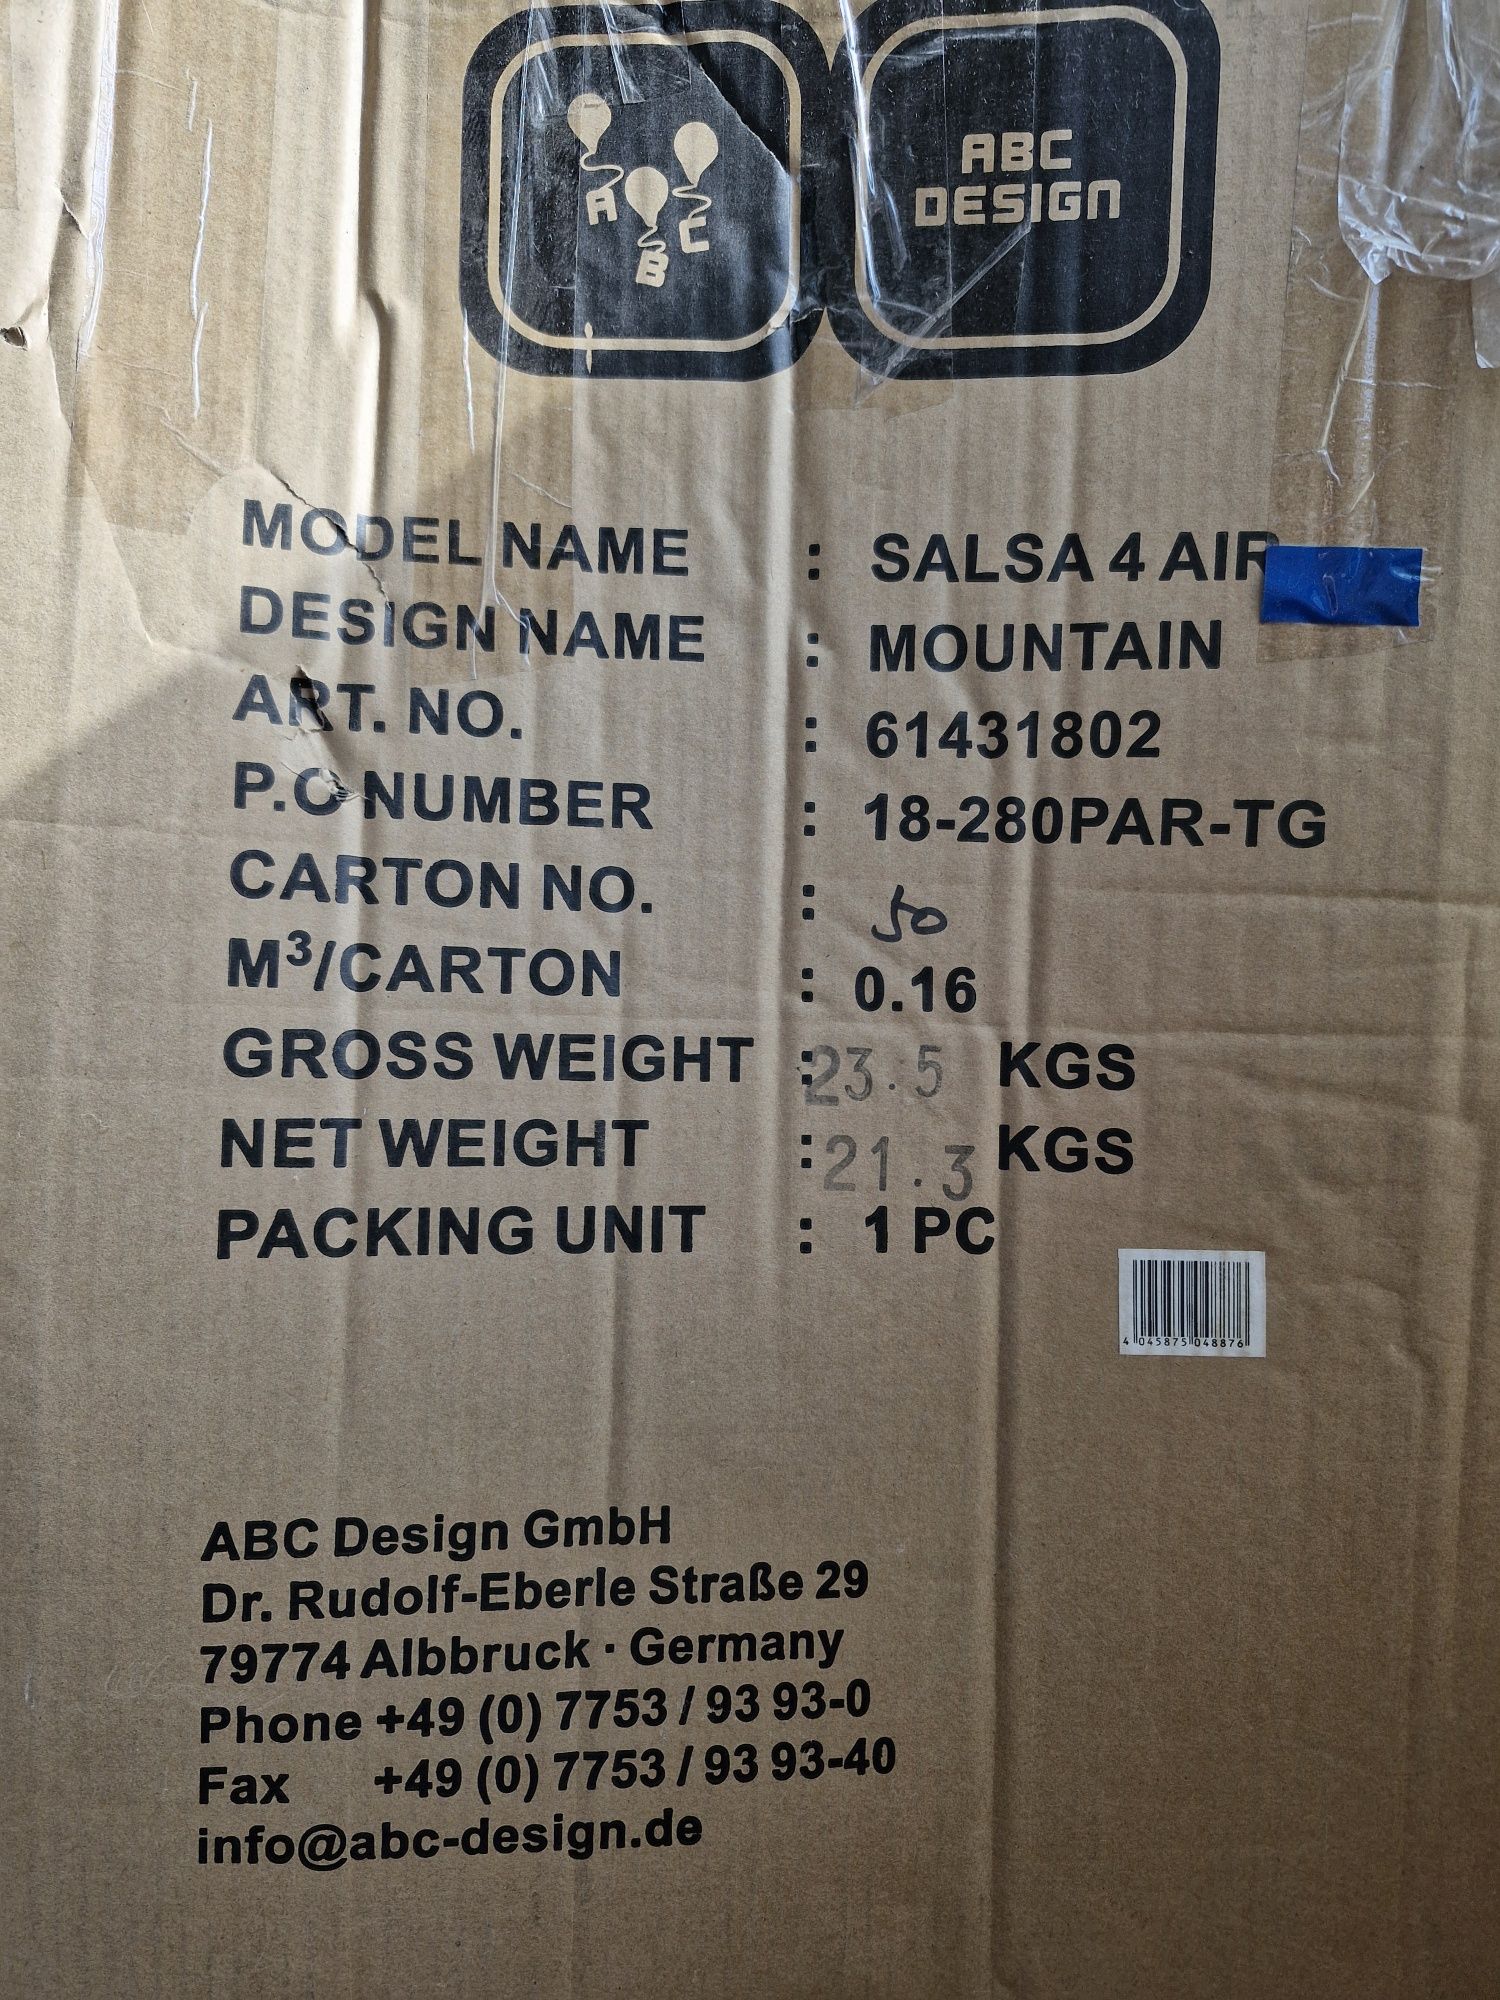 A B C
ABC
DESIGN
MODEL NAME : SALSA 4 AIR
DESIGN NAME : MOUNTAIN
ART. NO. : 61431802
P.O NUMBER : 18-280PAR-TG
CARTON NO. : 50
M³/CARTON : 0.16
GROSS WEIGHT : 23.5 KGS
NET WEIGHT : 21.3 KGS
PACKING UNIT : 1 PC
4 045875 048876
ABC Design GmbH
Dr. Rudolf-Eberle Straße 29
79774 Albbruck · Germany
Phone +49 (0) 7753 / 93 93-0
Fax +49 (0) 7753 / 93 93-40
info@abc-design.de